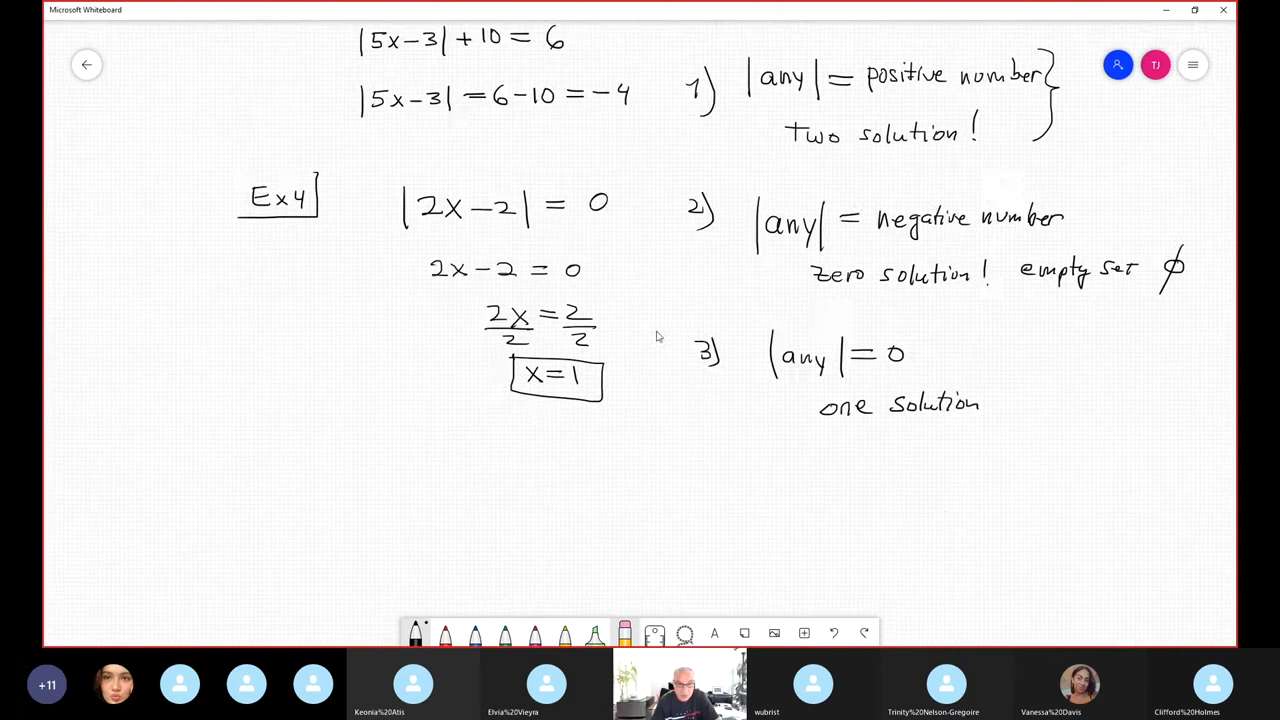 Microsoft Whiteboard
|5x-3| + 10 = 6
|5x-3| = 6-10 = -4
Ex 4
|2x-2| = 0
2x-2 = 0
2x = 2
2 2
x=1
1) |any| = positive number}
two solution!
2) |any| = negative number
zero solution! empty set ∅
3) |any| = 0
one solution
TJ
A
+11
Keonia%20Atis
Elvia%20Vieyra
wubrist
Trinity%20Nelson-Gregoire
Vanessa%20Davis
Clifford%20Holmes